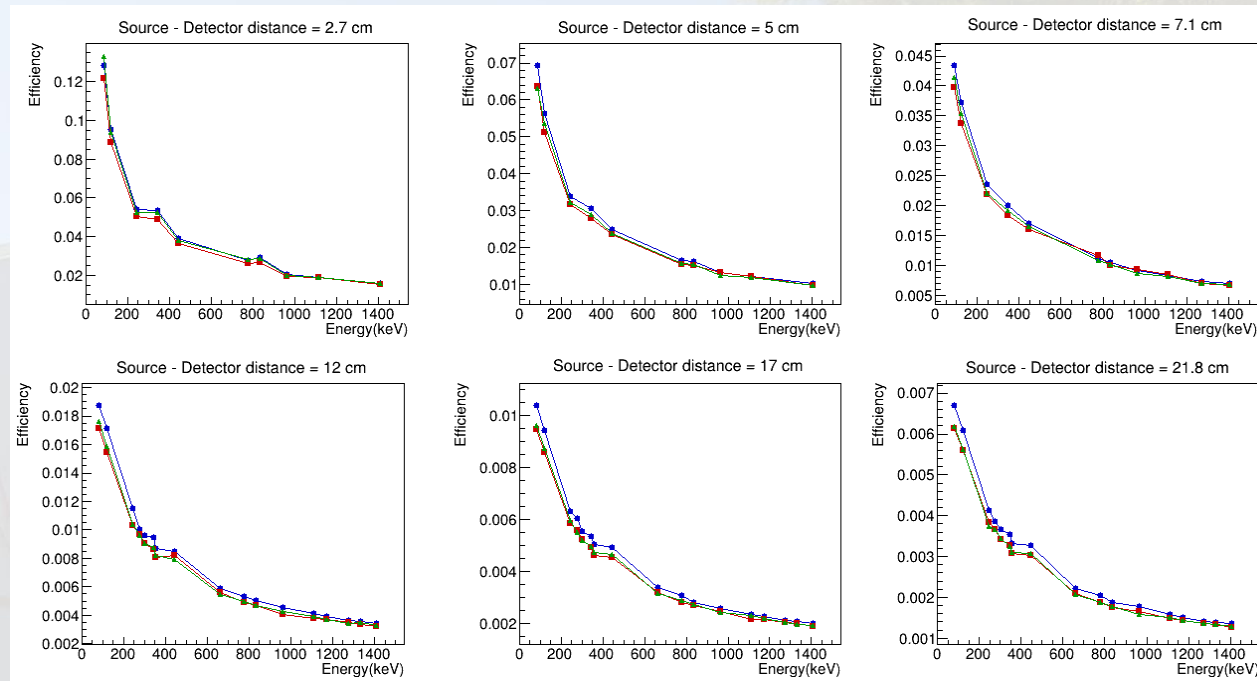 Source - Detector distance = 2.7 cm
Efficiency
0.12
0.1
0.08
0.06
0.04
0.02
0 200 400 600 800 1000 1200 1400
Energy(keV)
Source - Detector distance = 5 cm
Efficiency
0.07
0.06
0.05
0.04
0.03
0.02
0.01
0 200 400 600 800 1000 1200 1400
Energy(keV)
Source - Detector distance = 7.1 cm
Efficiency
0.045
0.04
0.035
0.03
0.025
0.02
0.015
0.01
0.005
0 200 400 600 800 1000 1200 1400
Energy(keV)
Source - Detector distance = 12 cm
Efficiency
0.02
0.018
0.016
0.014
0.012
0.01
0.008
0.006
0.004
0.002
0 200 400 600 800 1000 1200 1400
Energy(keV)
Source - Detector distance = 17 cm
Efficiency
0.01
0.008
0.006
0.004
0.002
0 200 400 600 800 1000 1200 1400
Energy(keV)
Source - Detector distance = 21.8 cm
Efficiency
0.007
0.006
0.005
0.004
0.003
0.002
0.001
0 200 400 600 800 1000 1200 1400
Energy(keV)